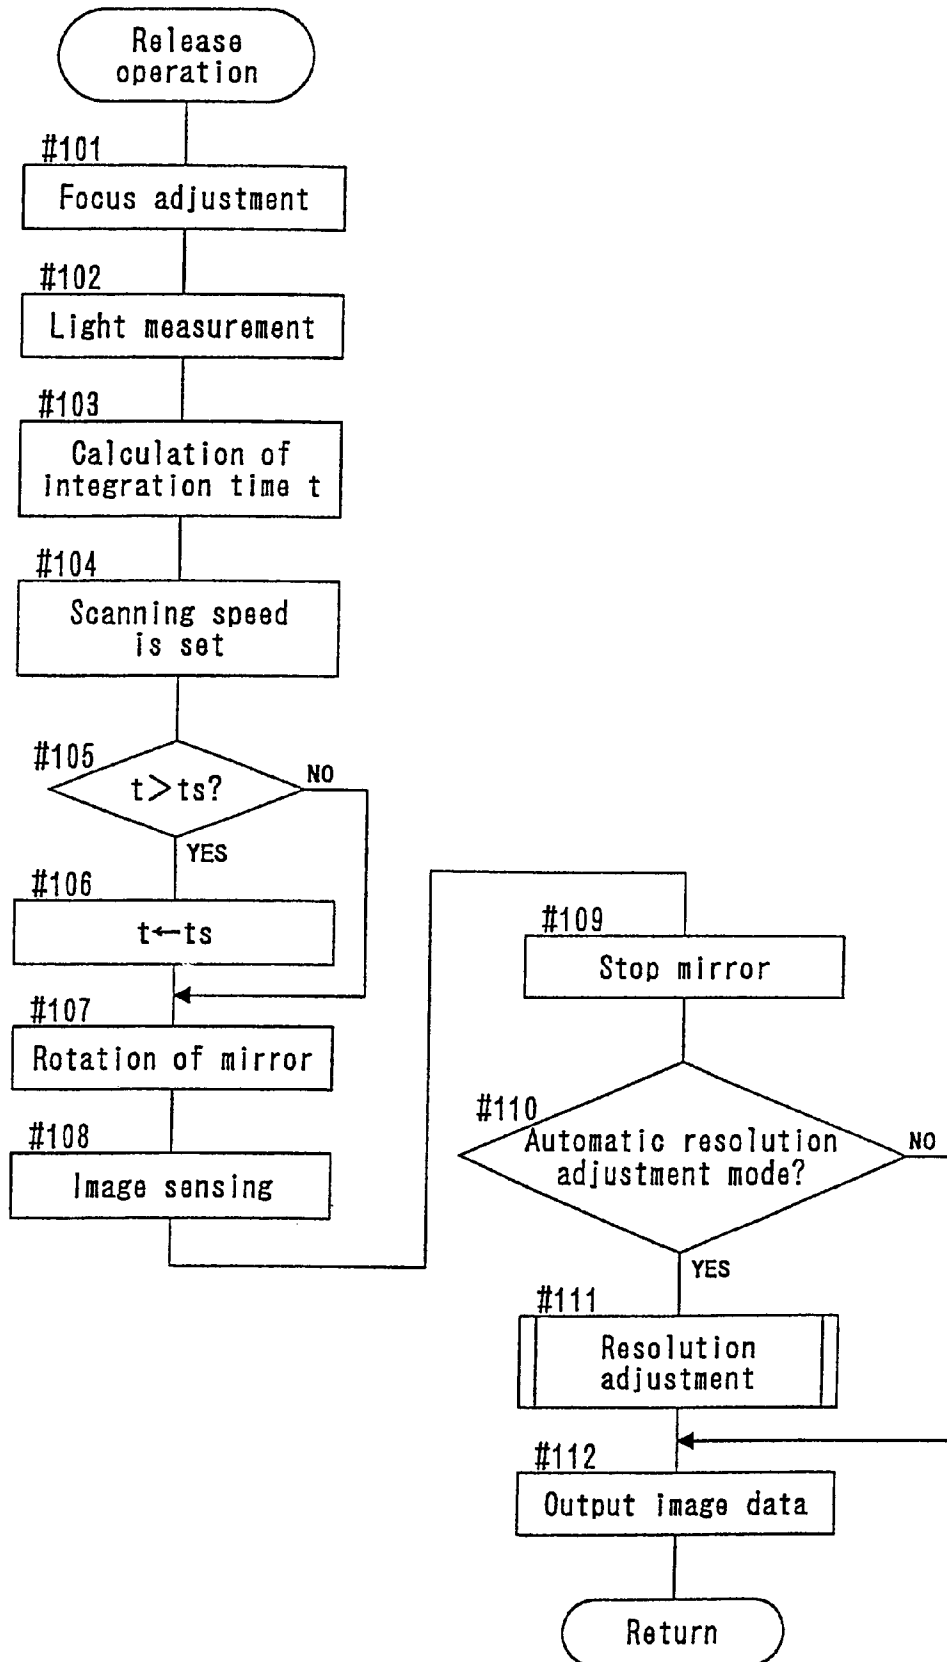 Release
operation
#101
Focus adjustment
#102
Light measurement
#103
Calculation of
integration time t
#104
Scanning speed
is set
#105
t>ts?
NO
YES
#106
t←ts
#107
Rotation of mirror
#108
Image sensing
#109
Stop mirror
#110
Automatic resolution
adjustment mode?
NO
YES
#111
Resolution
adjustment
#112
Output image data
Return